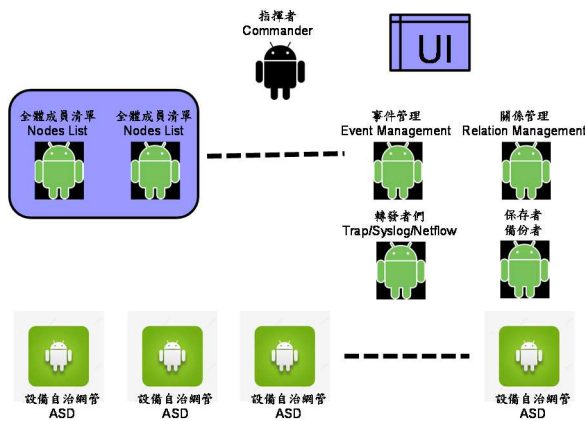 指揮者
Commander
UI
全體成員清單
Nodes List
全體成員清單
Nodes List
事件管理
Event Management
關係管理
Relation Management
轉發者們
Trap/Syslog/Netflow
保存者
備份者
設備自治網管
ASD
設備自治網管
ASD
設備自治網管
ASD
設備自治網管
ASD